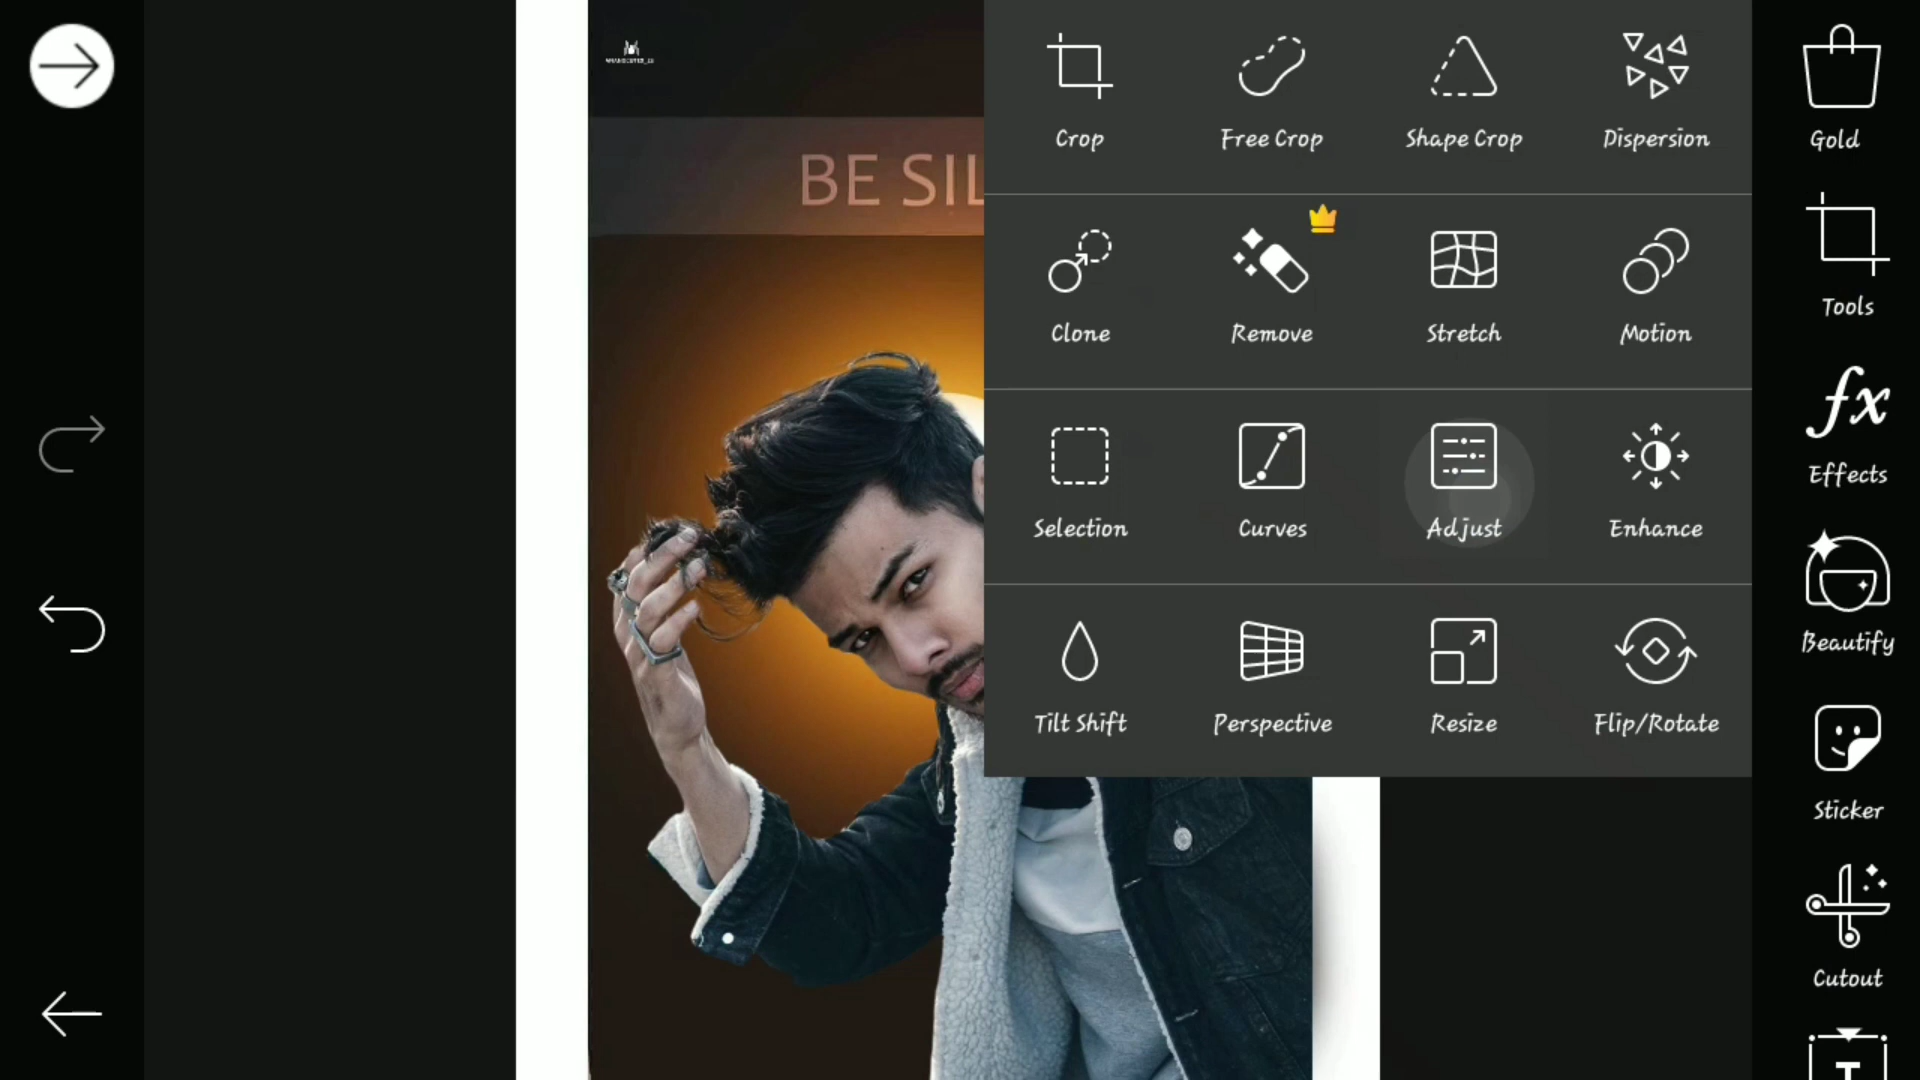 BE SIL
Crop
Free Crop
Shape Crop
Dispersion
Gold
Clone
Remove
Stretch
Motion
Tools
Selection
Curves
Adjust
Enhance
Effects
Tilt Shift
Perspective
Resize
Flip/Rotate
Beautify
Sticker
Cutout
T